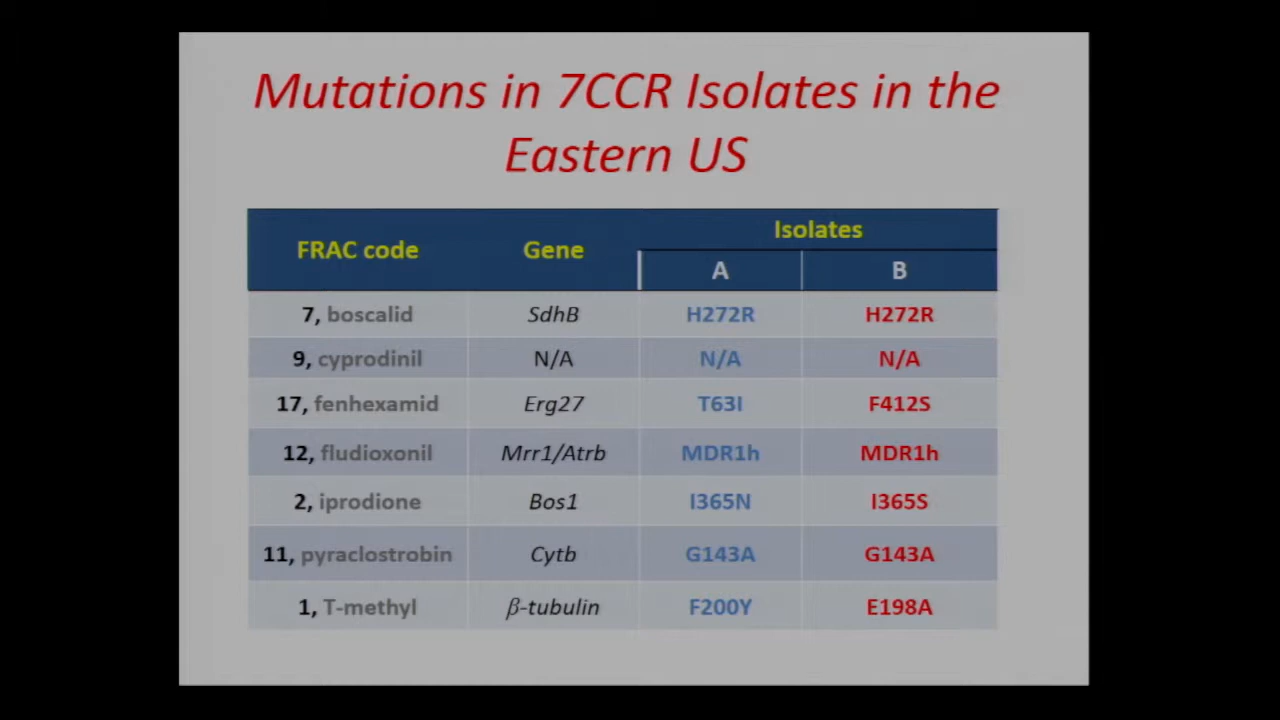 Mutations in 7CCR Isolates in the
Eastern US
FRAC code Gene Isolates
A B
7, boscalid SdhB H272R H272R
9, cyprodinil N/A N/A N/A
17, fenhexamid Erg27 T63I F412S
12, fludioxonil Mrr1/Atrb MDR1h MDR1h
2, iprodione Bos1 I365N I365S
11, pyraclostrobin Cytb G143A G143A
1, T-methyl β-tubulin F200Y E198A